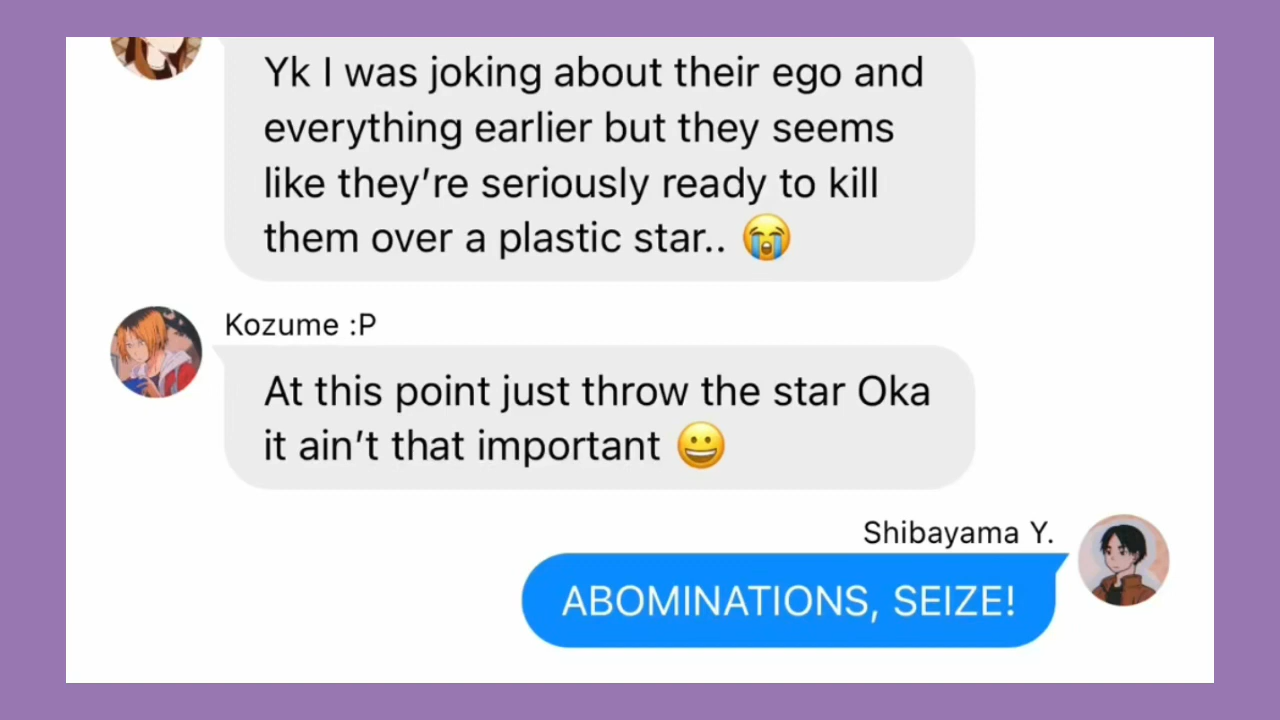 Yk I was joking about their ego and
everything earlier but they seems
like they’re seriously ready to kill
them over a plastic star.. 😭
Kozume :P
At this point just throw the star Oka
it ain’t that important 😀
Shibayama Y.
ABOMINATIONS, SEIZE!